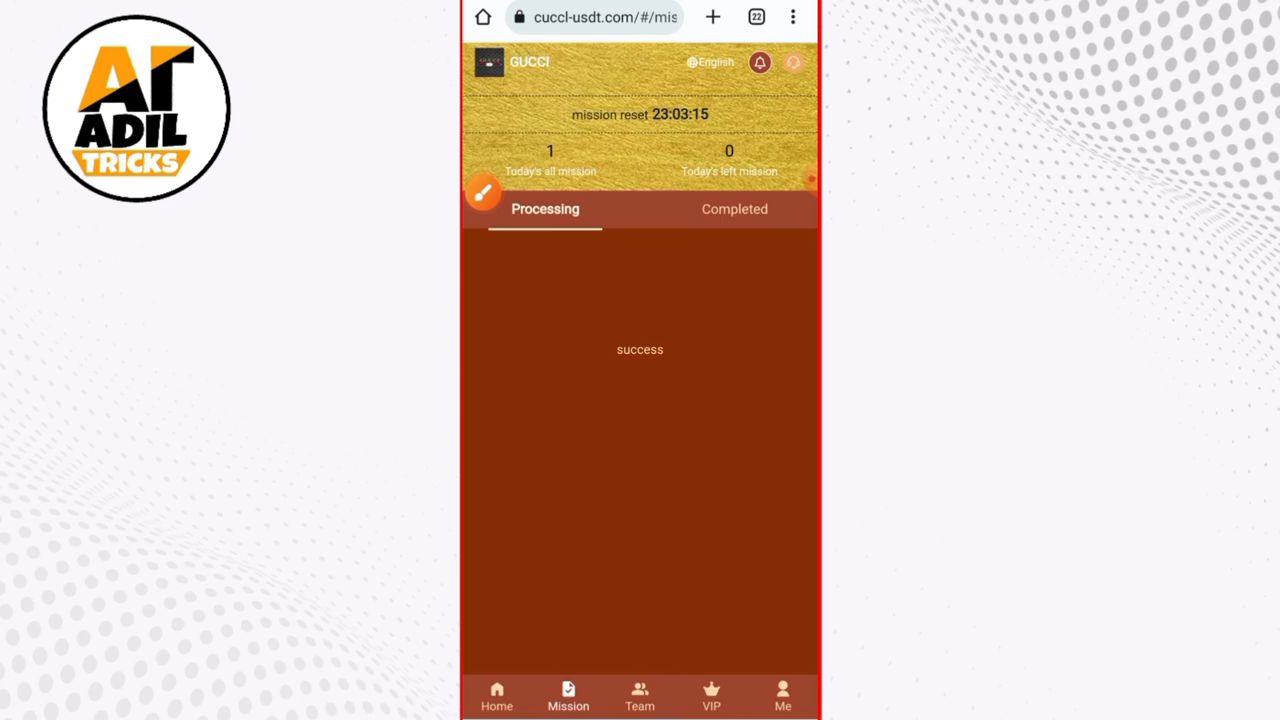 AT
ADIL
TRICKS
cuccl-usdt.com/#/mis
22
GUCCI
English
mission reset 23:03:15
1
0
Today's all mission
Today's left mission
Processing
Completed
success
Home
Mission
Team
VIP
Me